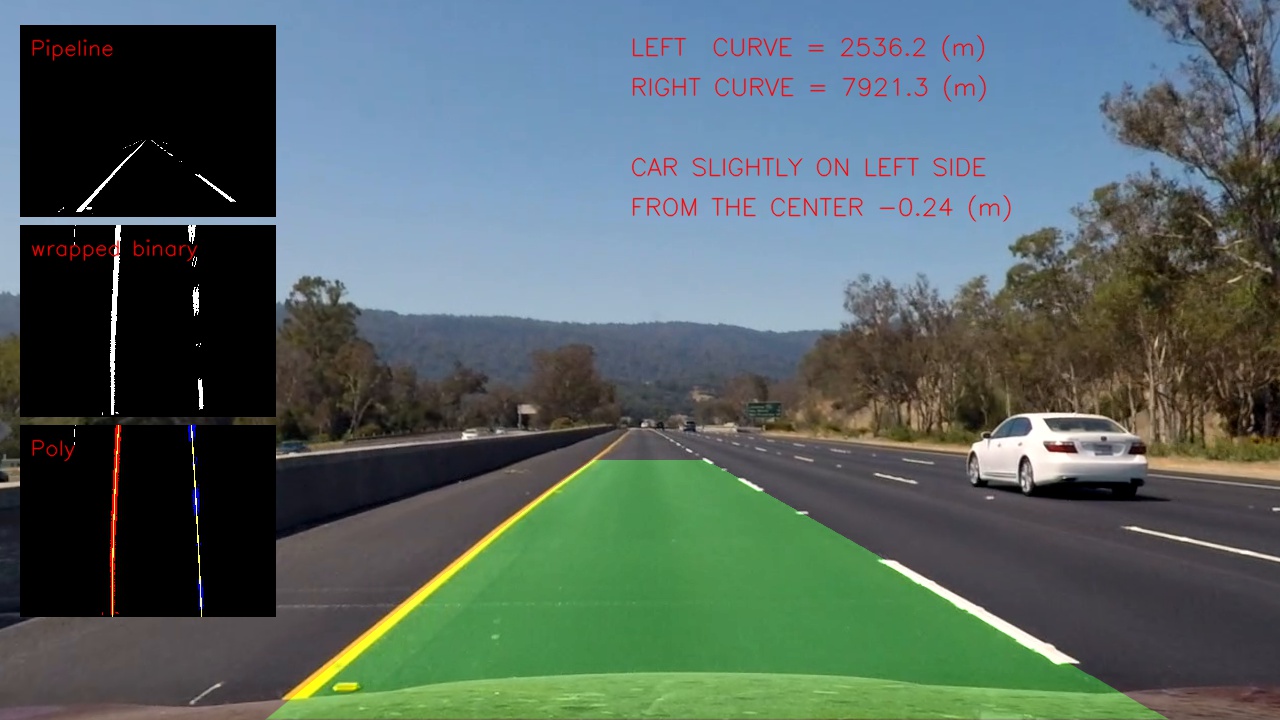 Pipeline
wrapped binary
Poly
LEFT CURVE = 2536.2 (m)
RIGHT CURVE = 7921.3 (m)
CAR SLIGHTLY ON LEFT SIDE
FROM THE CENTER -0.24 (m)